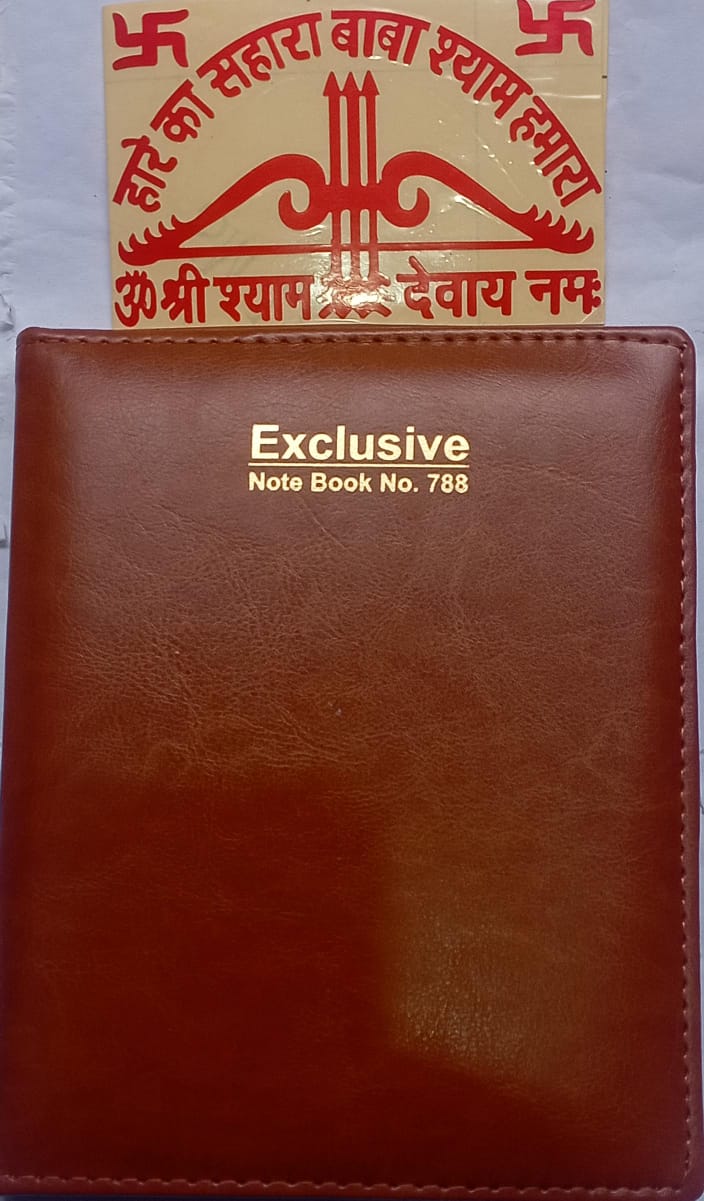 हारे का सहारा बाबा श्याम हमारा
ॐ श्री श्याम देवाय नमः
Exclusive
Note Book No. 788